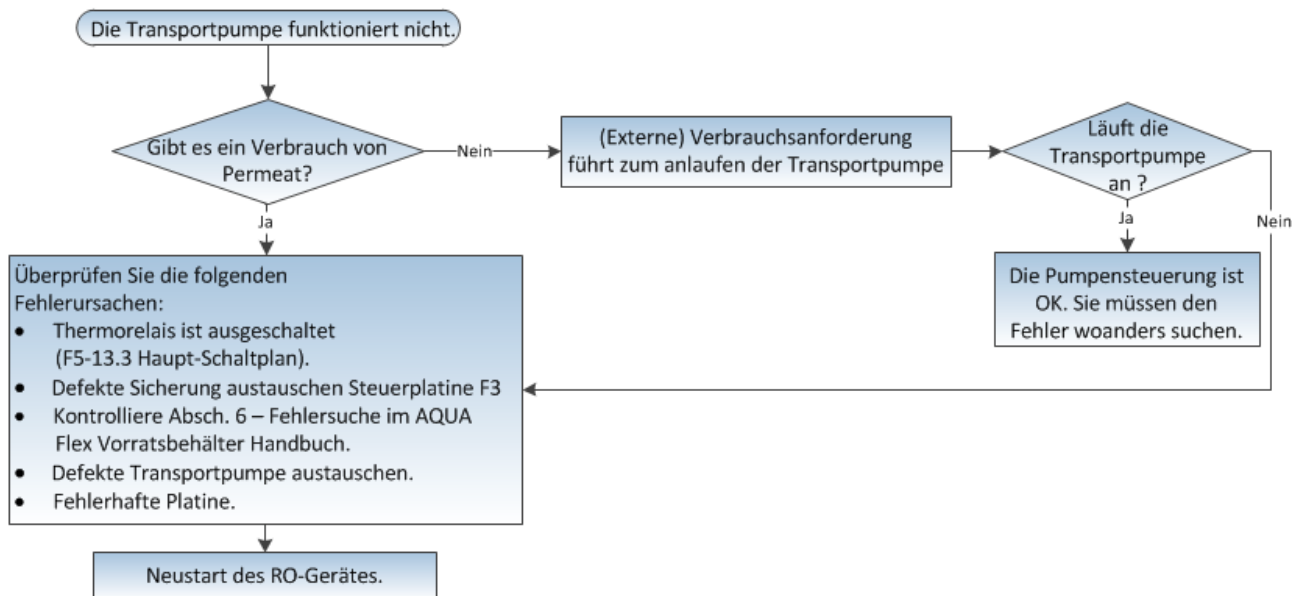 Die Transportpumpe funktioniert nicht.
Gibt es ein Verbrauch von
Permeat?
Nein
(Externe) Verbrauchsanforderung
führt zum anlaufen der Transportpumpe
Läuft die
Transportpumpe
an ?
Ja
Nein
Ja
Die Pumpensteuerung ist
OK. Sie müssen den
Fehler woanders suchen.
Überprüfen Sie die folgenden
Fehlerursachen:
• Thermorelais ist ausgeschaltet
(F5-13.3 Haupt-Schaltplan).
• Defekte Sicherung austauschen Steuerplatine F3
• Kontrolliere Absch. 6 – Fehlersuche im AQUA
Flex Vorratsbehälter Handbuch.
• Defekte Transportpumpe austauschen.
• Fehlerhafte Platine.
Neustart des RO-Gerätes.